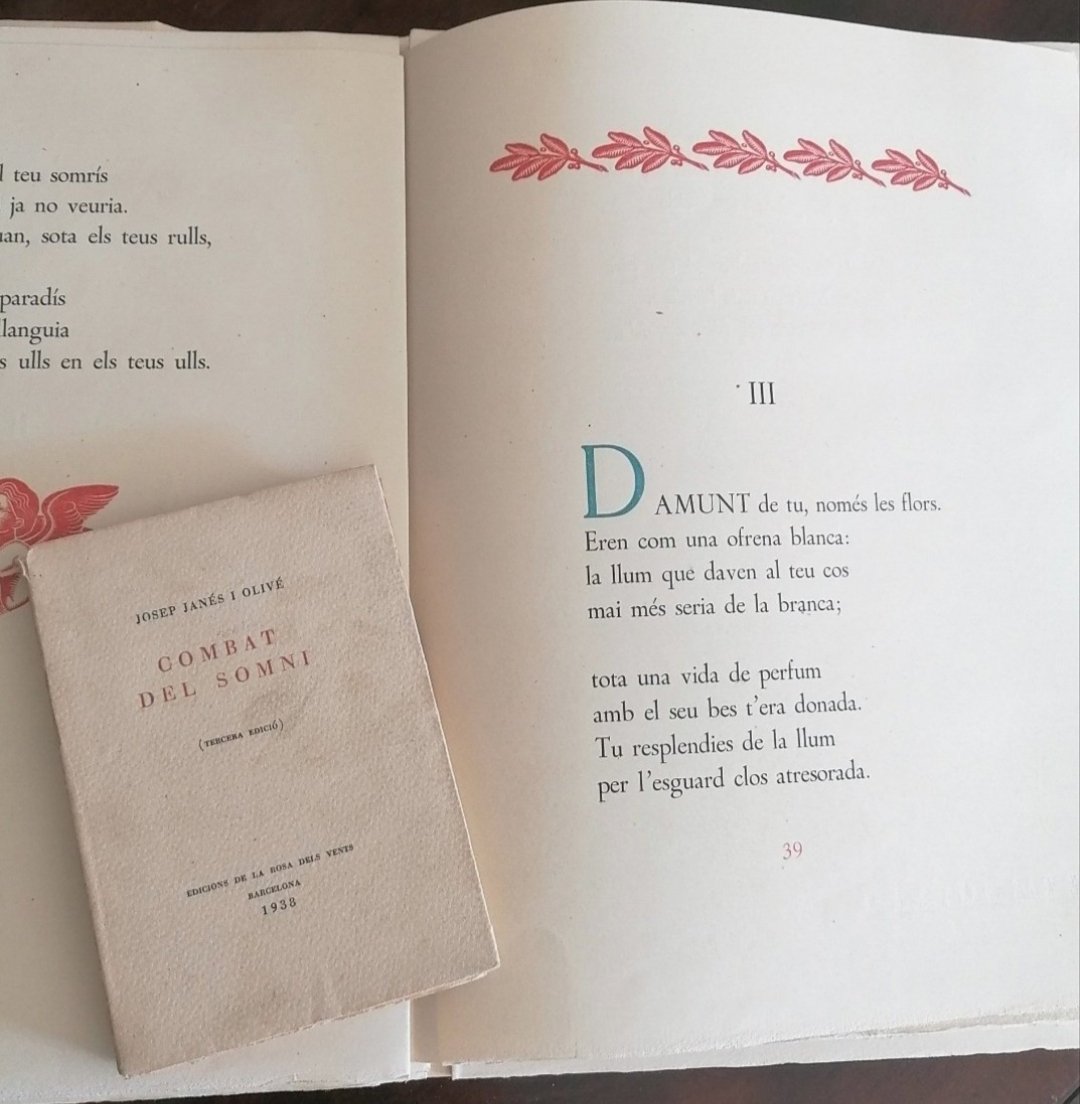 teu somrís
ja no veuria.
sota els teus rulls,
paradís
ulls en els teus ulls.
JOSEP JANÉS I OLIVÉ
COMBAT
DEL SOMNI
(TERCERA EDICIÓ)
EDICIONS DE LA ROSA DELS VENTS
BARCELONA
1938
III
DAMUNT de tu, només les flors.
Eren com una ofrena blanca:
la llum que daven al teu cos
mai més seria de la branca;
tota una vida de perfum
amb el seu bes t'era donada.
Tu resplendies de la llum
per l'esguard clos atresorada.
39